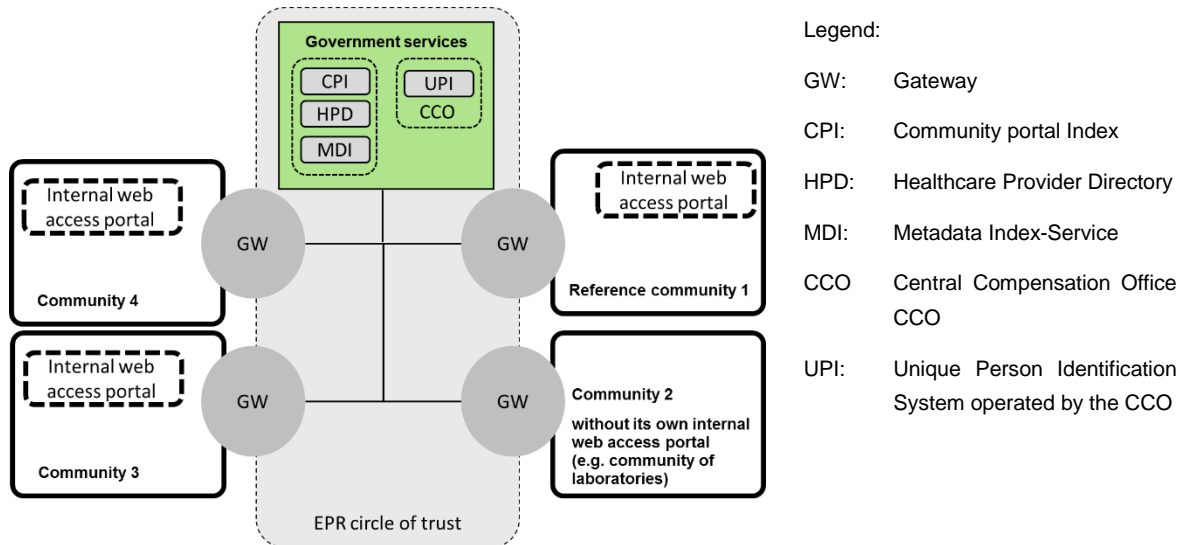 Government services
CPI
HPD
MDI
UPI
CCO
Internal web
access portal
Community 4
GW
GW
Internal web
access portal
Reference community 1
Internal web
access portal
Community 3
GW
GW
Community 2
without its own internal
web access portal
(e.g. community of
laboratories)
EPR circle of trust
Legend:
GW: Gateway
CPI: Community portal Index
HPD: Healthcare Provider Directory
MDI: Metadata Index-Service
CCO Central Compensation Office
CCO
UPI: Unique Person Identification
System operated by the CCO